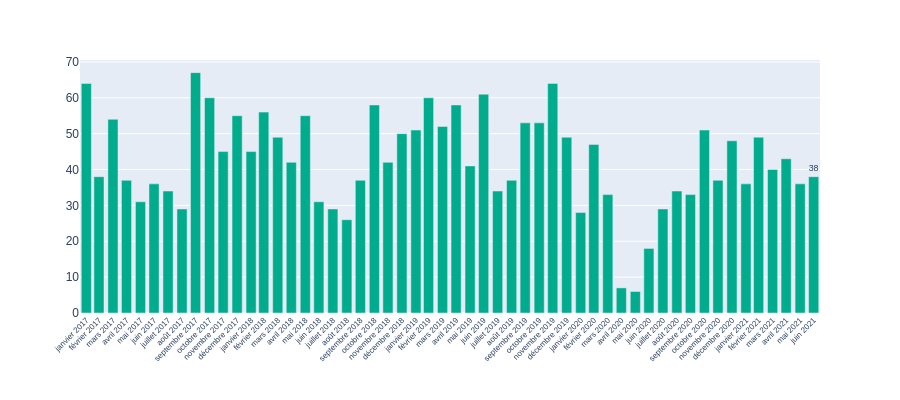 70
60
50
40
30
20
10
0
38
janvier 2017
février 2017
mars 2017
avril 2017
mai 2017
juin 2017
juillet 2017
août 2017
septembre 2017
octobre 2017
novembre 2017
décembre 2017
janvier 2018
février 2018
mars 2018
avril 2018
mai 2018
juin 2018
juillet 2018
août 2018
septembre 2018
octobre 2018
novembre 2018
décembre 2018
janvier 2019
février 2019
mars 2019
avril 2019
mai 2019
juin 2019
juillet 2019
août 2019
septembre 2019
octobre 2019
novembre 2019
décembre 2019
janvier 2020
février 2020
mars 2020
avril 2020
mai 2020
juin 2020
juillet 2020
août 2020
septembre 2020
octobre 2020
novembre 2020
décembre 2020
janvier 2021
février 2021
mars 2021
avril 2021
mai 2021
juin 2021